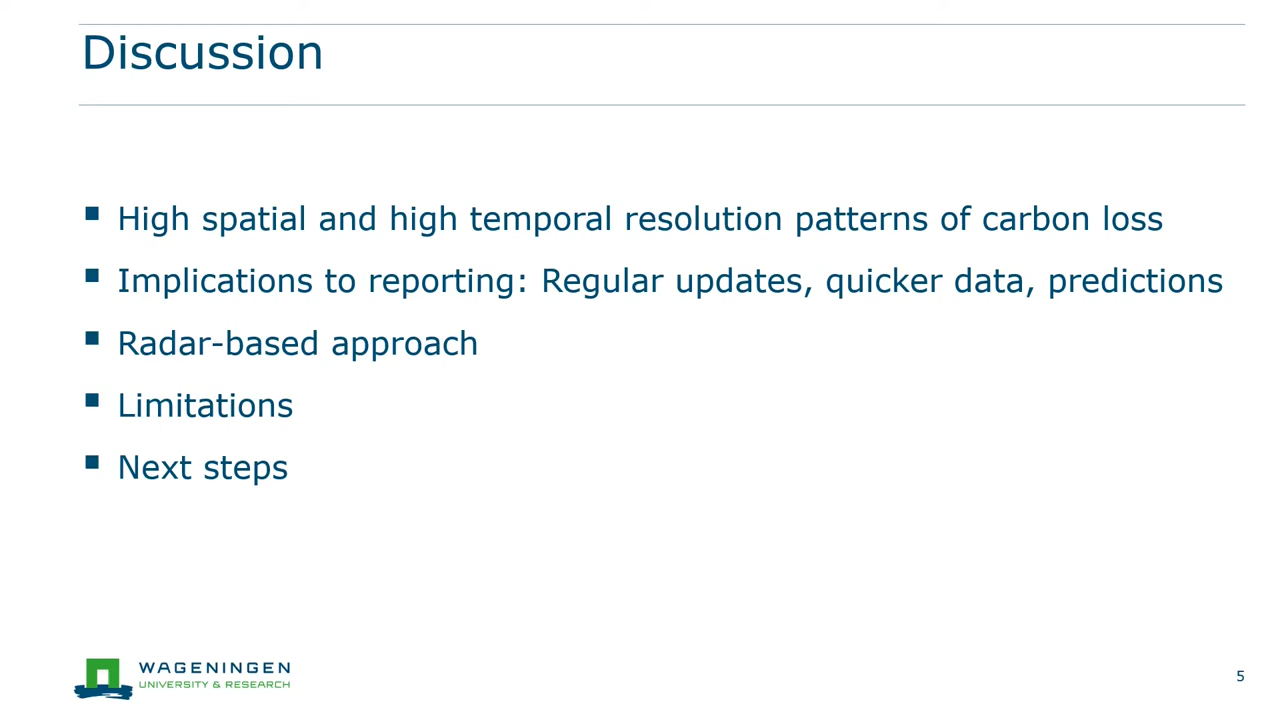 Discussion
▪ High spatial and high temporal resolution patterns of carbon loss
▪ Implications to reporting: Regular updates, quicker data, predictions
▪ Radar-based approach
▪ Limitations
▪ Next steps
WAGENINGEN
UNIVERSITY & RESEARCH
5